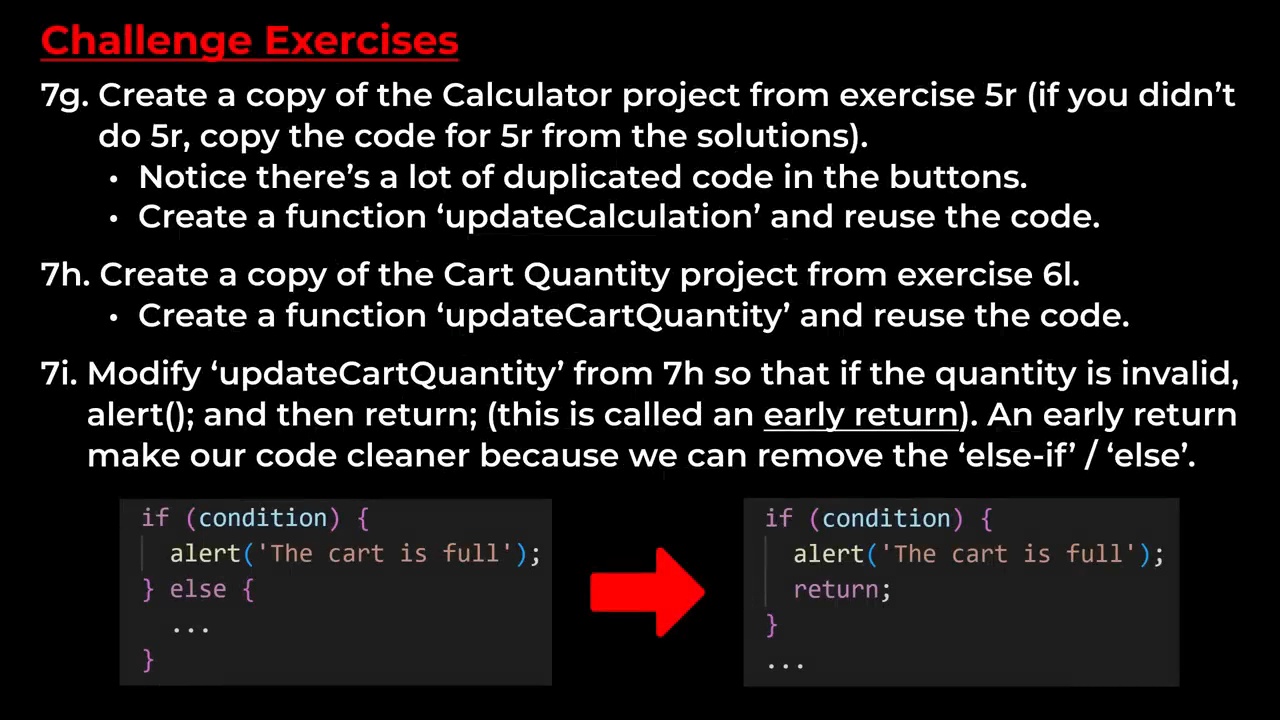 Challenge Exercises
7g. Create a copy of the Calculator project from exercise 5r (if you didn’t
do 5r, copy the code for 5r from the solutions).
• Notice there’s a lot of duplicated code in the buttons.
• Create a function ‘updateCalculation’ and reuse the code.
7h. Create a copy of the Cart Quantity project from exercise 6l.
• Create a function ‘updateCartQuantity’ and reuse the code.
7i. Modify ‘updateCartQuantity’ from 7h so that if the quantity is invalid,
alert(); and then return; (this is called an early return). An early return
make our code cleaner because we can remove the ‘else-if’ / ‘else’.
if (condition) {
alert('The cart is full');
} else {
...
}
if (condition) {
alert('The cart is full');
return;
}
...